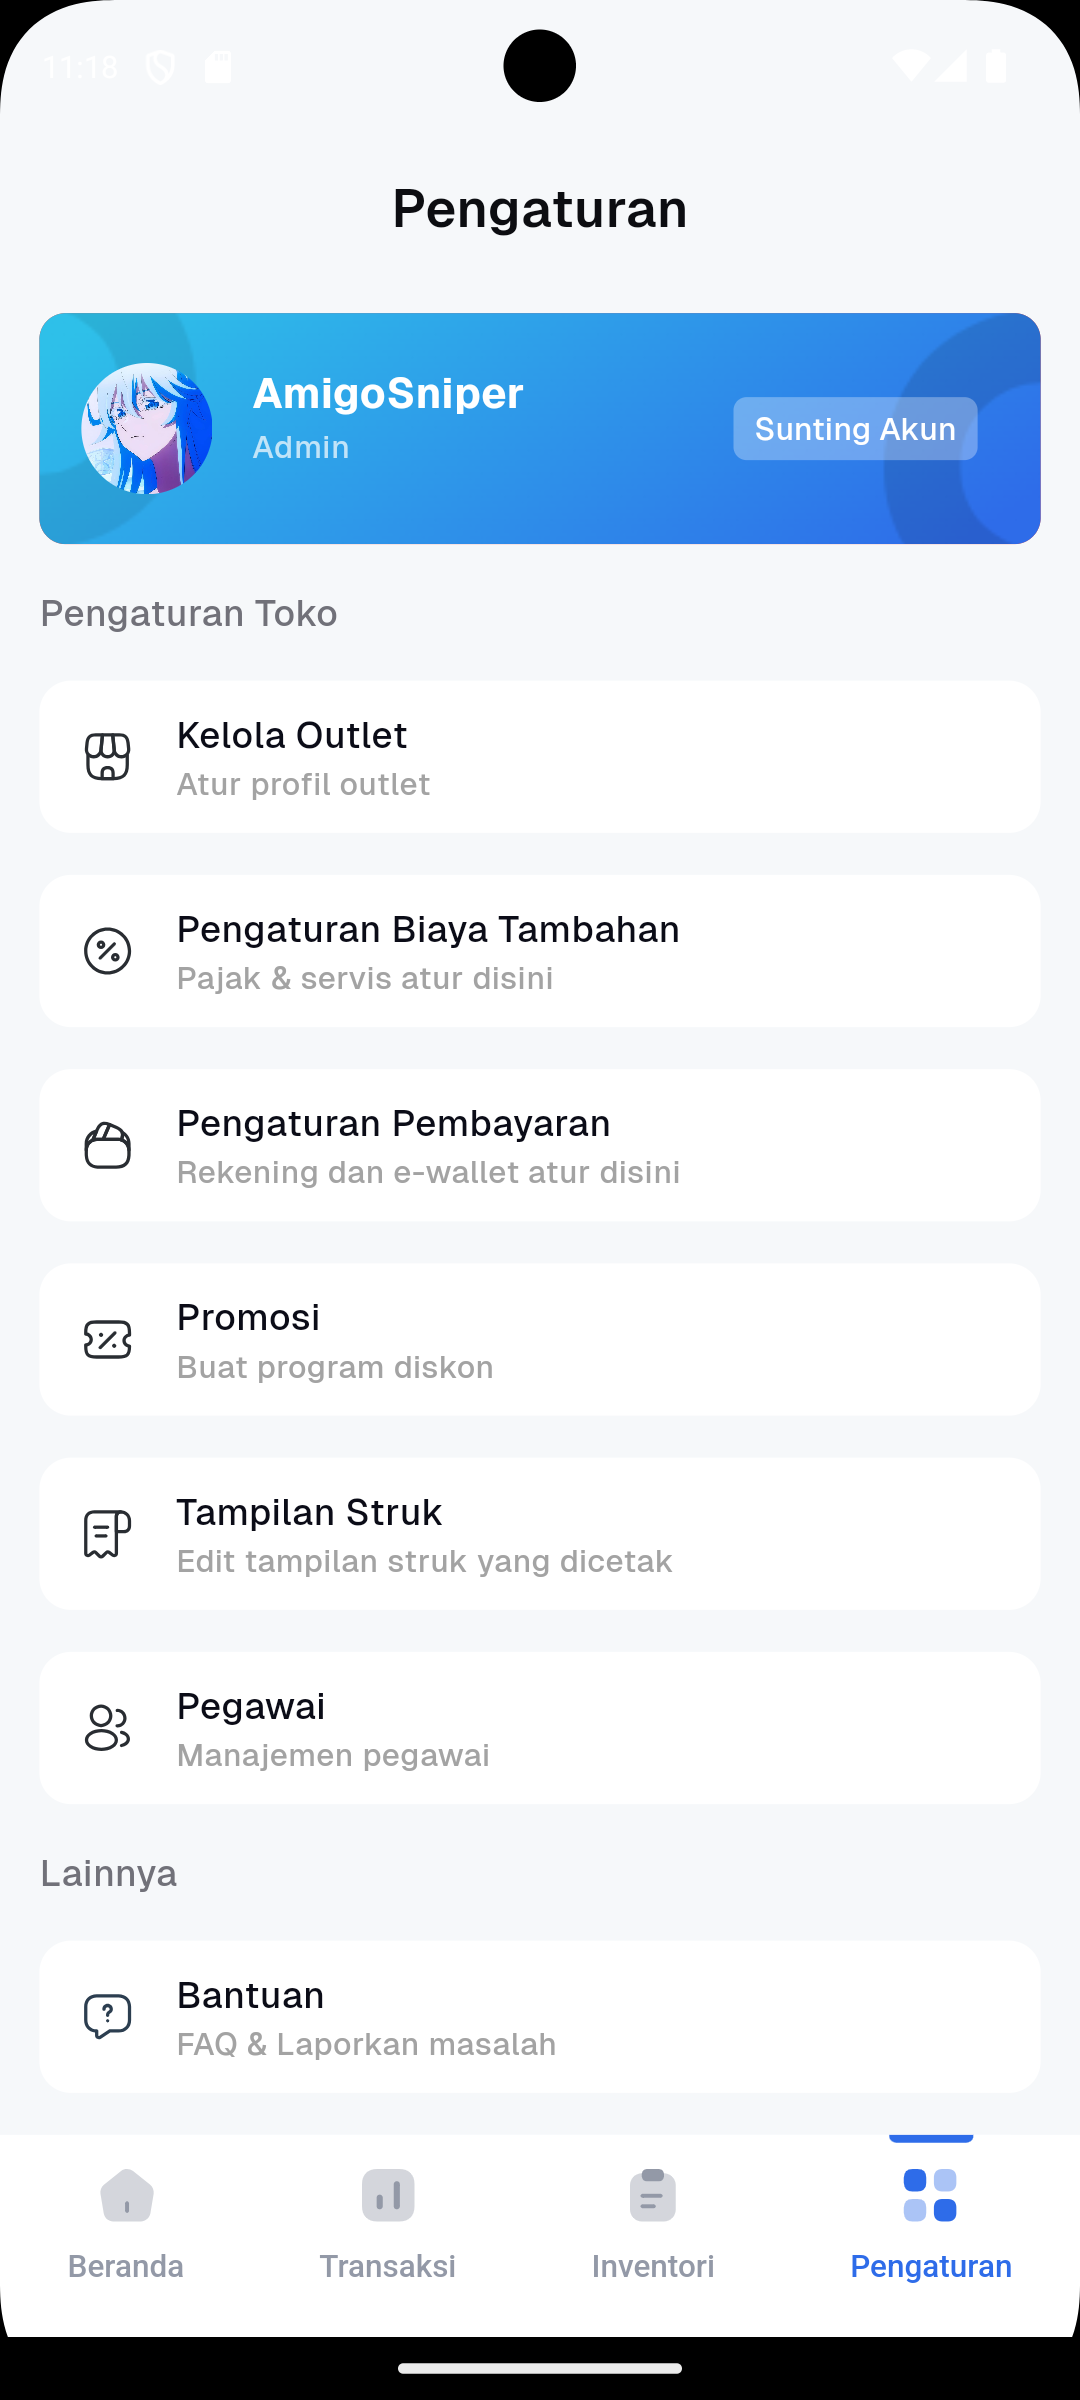 11:18
Pengaturan
AmigoSniper
Admin
Sunting Akun
Pengaturan Toko
Kelola Outlet
Atur profil outlet
Pengaturan Biaya Tambahan
Pajak & servis atur disini
Pengaturan Pembayaran
Rekening dan e-wallet atur disini
Promosi
Buat program diskon
Tampilan Struk
Edit tampilan struk yang dicetak
Pegawai
Manajemen pegawai
Lainnya
Bantuan
FAQ & Laporkan masalah
Beranda
Transaksi
Inventori
Pengaturan